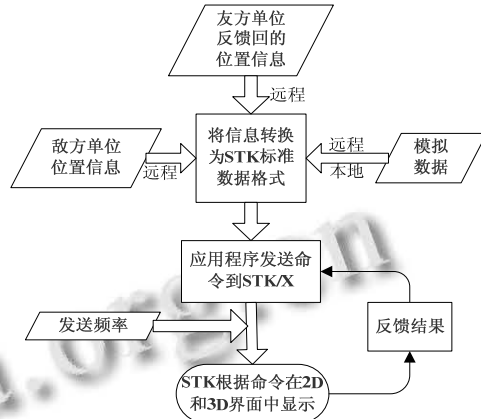 友方单位
反馈回的
位置信息
远程
敌方单位
位置信息
远程
将信息转换
为STK标准
数据格式
远程
本地
模拟
数据
应用程序发送命
令到STK/X
发送频率
反馈结果
STK根据命令在2D
和3D界面中显示